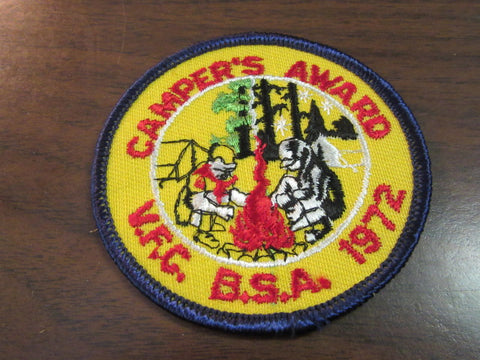 CAMPER'S AWARD
V.F.C. B.S.A. 1972